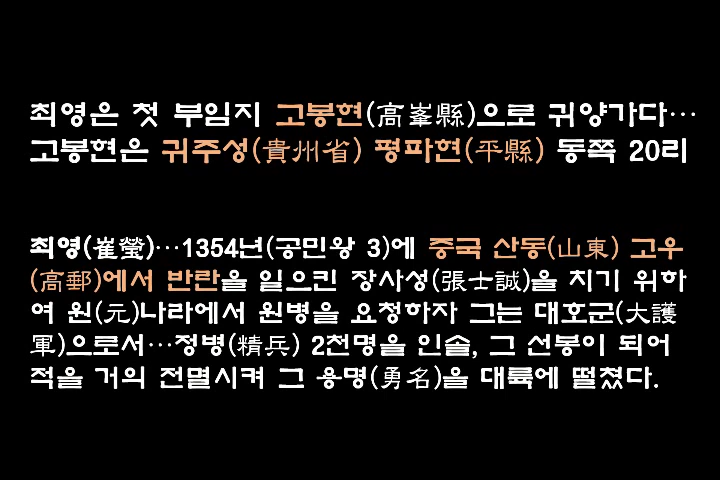 최영은 첫 부임지 고봉현(高峯縣)으로 귀양가다…
고봉현은 귀주성(貴州省) 평파현(平縣) 동쪽 20리
최영(崔瑩)…1354년(공민왕 3)에 중국 산동(山東) 고우
(高郵)에서 반란을 일으킨 장사성(張士誠)을 치기 위하
여 원(元)나라에서 원병을 요청하자 그는 대호군(大護
軍)으로서…정병(精兵) 2천명을 인솔, 그 선봉이 되어
적을 거의 전멸시켜 그 용명(勇名)을 대륙에 떨쳤다.